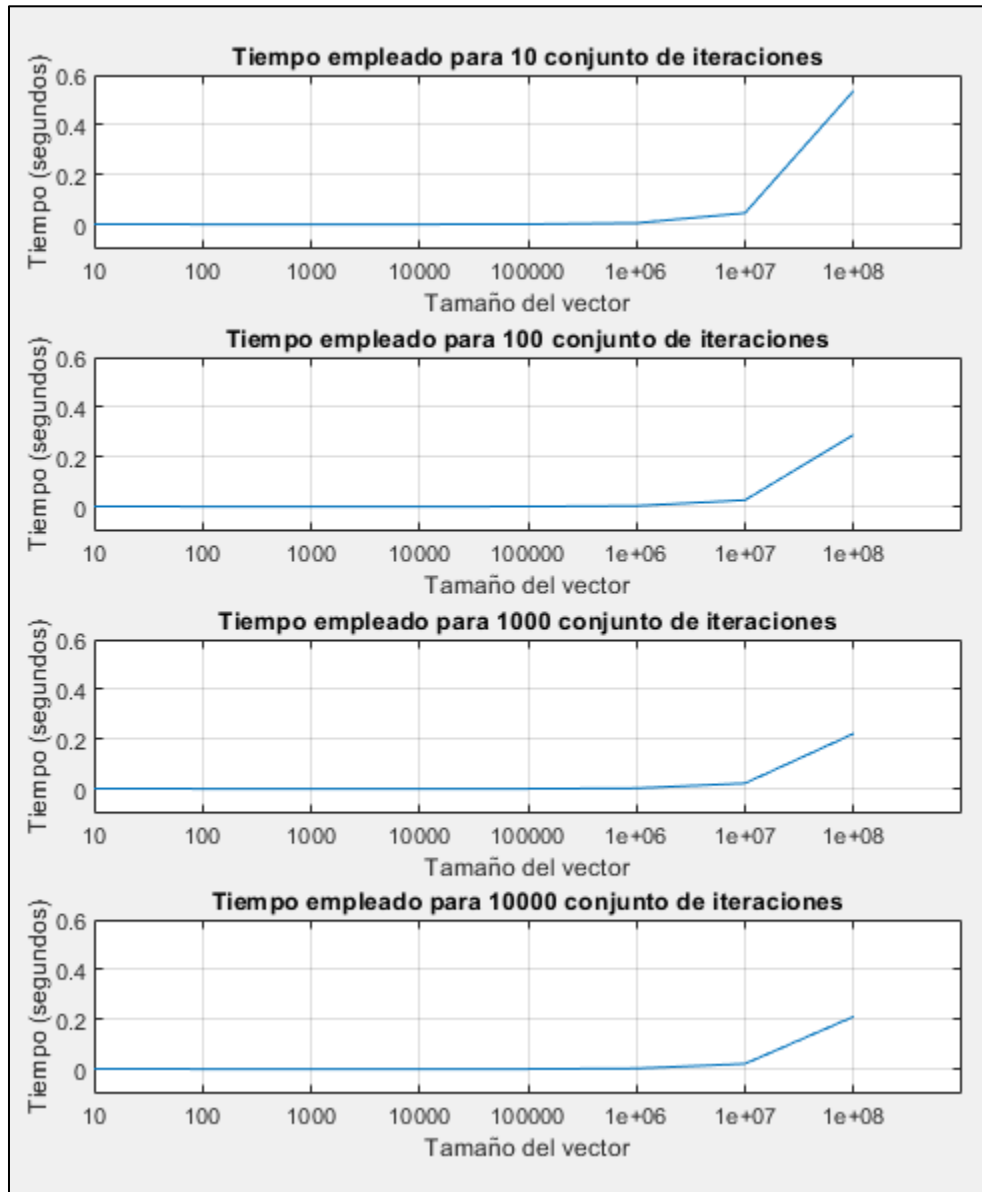 Tiempo empleado para 10 conjunto de iteraciones
Tiempo (segundos)
0.6
0.4
0.2
0
10 100 1000 10000 100000 1e+06 1e+07 1e+08
Tamaño del vector
Tiempo empleado para 100 conjunto de iteraciones
Tiempo (segundos)
0.6
0.4
0.2
0
10 100 1000 10000 100000 1e+06 1e+07 1e+08
Tamaño del vector
Tiempo empleado para 1000 conjunto de iteraciones
Tiempo (segundos)
0.6
0.4
0.2
0
10 100 1000 10000 100000 1e+06 1e+07 1e+08
Tamaño del vector
Tiempo empleado para 10000 conjunto de iteraciones
Tiempo (segundos)
0.6
0.4
0.2
0
10 100 1000 10000 100000 1e+06 1e+07 1e+08
Tamaño del vector